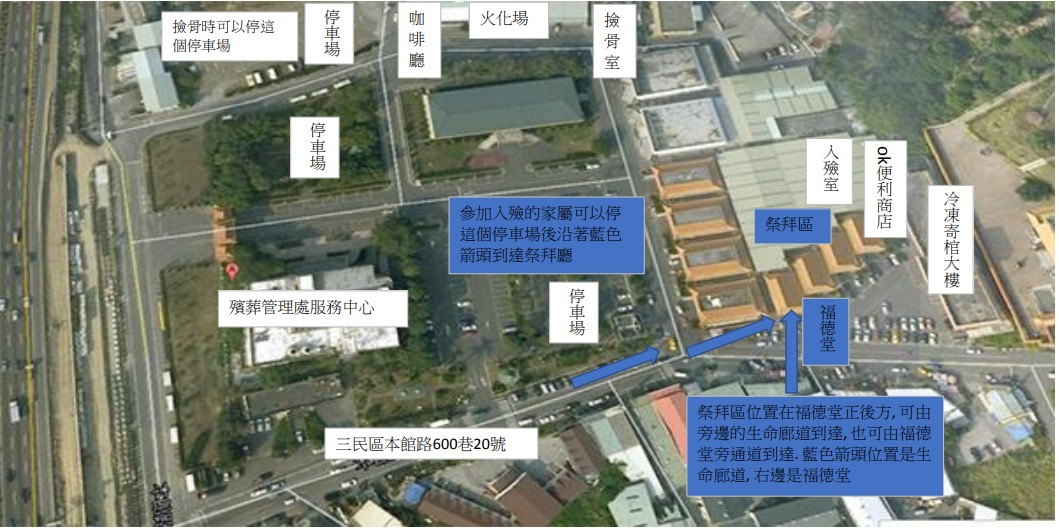 撿骨時可以停這
個停車場
停車場
咖啡廳
火化場
撿骨室
停車場
入殮室
ok便利商店
冷凍寄棺大樓
參加入殮的家屬可以停
這個停車場後沿著藍色
箭頭到達祭拜廳
祭拜區
殯葬管理處服務中心
停車場
福德堂
祭拜區位置在福德堂正後方, 可由
旁邊的生命廊道到達, 也可由福德
堂旁通道到達. 藍色箭頭位置是生
命廊道, 右邊是福德堂
三民區本館路600巷20號